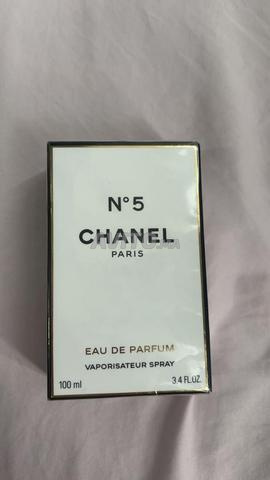 N°5
CHANEL
PARIS
EAU DE PARFUM
VAPORISATEUR SPRAY
100 ml 3.4 FL.OZ.